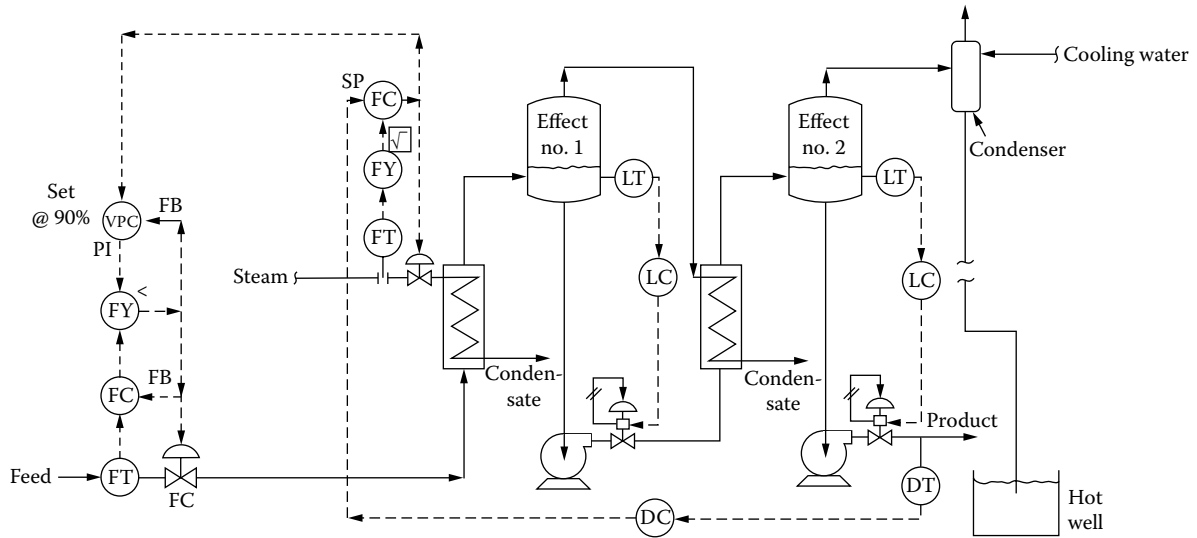 SP
FC
√
FY
FT
Set
@ 90%
VPC
FB
PI
FY
<
FC
FB
Feed
FT
FC
Steam
Effect
no. 1
LT
LC
Conden-
sate
Effect
no. 2
LT
LC
Conden-
sate
Cooling water
Condenser
Product
DT
DC
Hot
well